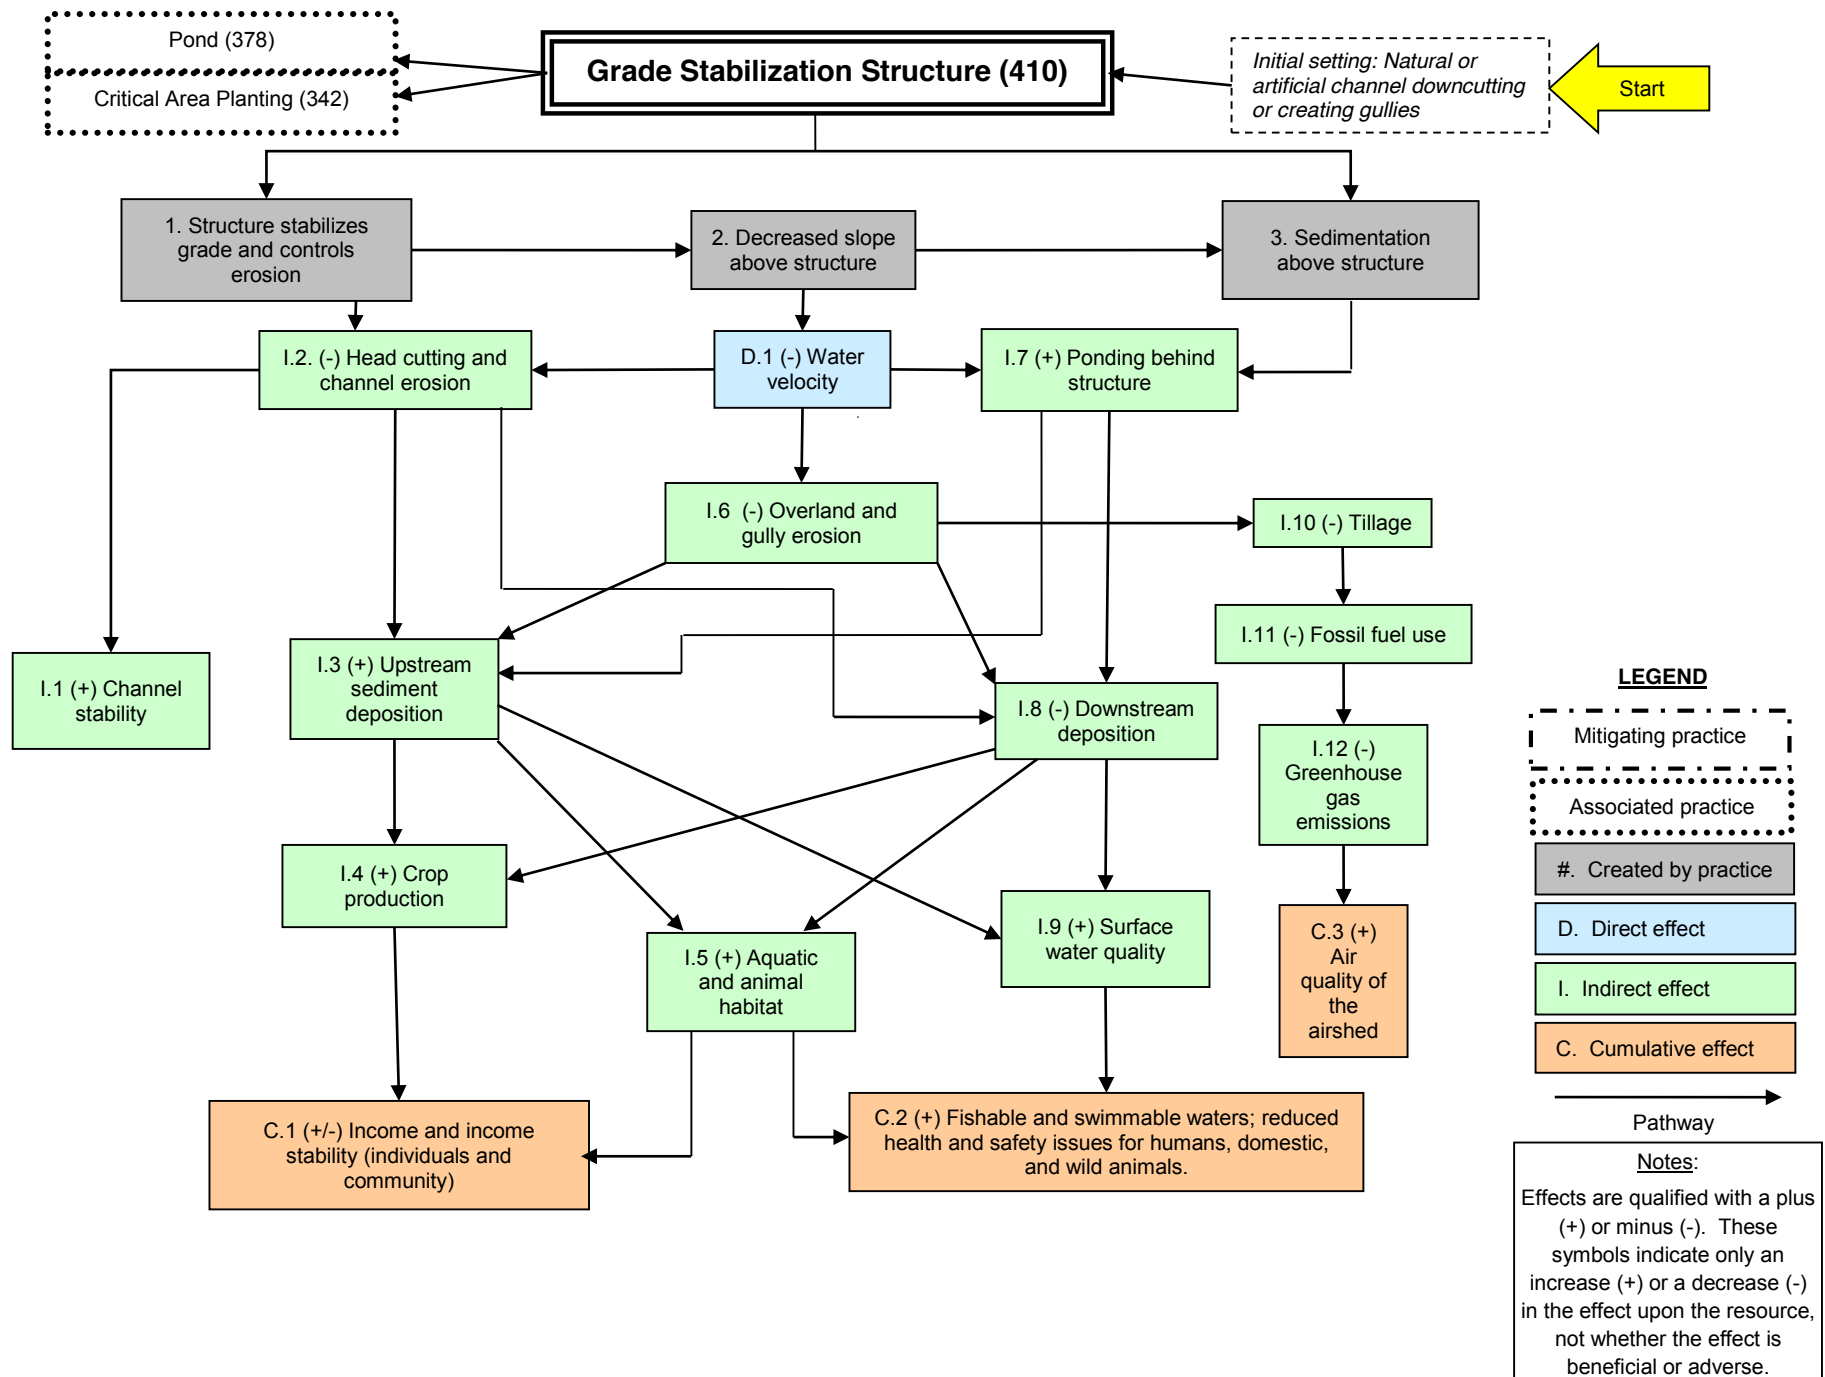 Pond (378)
Critical Area Planting (342)
Grade Stabilization Structure (410)
Initial setting: Natural or
artificial channel downcutting
or creating gullies
Start
1. Structure stabilizes
grade and controls
erosion
2. Decreased slope
above structure
3. Sedimentation
above structure
I.2. (-) Head cutting and
channel erosion
D.1 (-) Water
velocity
I.7 (+) Ponding behind
structure
I.6 (-) Overland and
gully erosion
I.10 (-) Tillage
I.11 (-) Fossil fuel use
I.1 (+) Channel
stability
I.3 (+) Upstream
sediment
deposition
I.8 (-) Downstream
deposition
I.12 (-)
Greenhouse
gas
emissions
I.4 (+) Crop
production
I.5 (+) Aquatic
and animal
habitat
I.9 (+) Surface
water quality
C.3 (+)
Air
quality of
the
airshed
C.1 (+/-) Income and income
stability (individuals and
community)
C.2 (+) Fishable and swimmable waters; reduced
health and safety issues for humans, domestic,
and wild animals.
LEGEND
Mitigating practice
Associated practice
#. Created by practice
D. Direct effect
I. Indirect effect
C. Cumulative effect
Pathway
Notes:
Effects are qualified with a plus
(+) or minus (-). These
symbols indicate only an
increase (+) or a decrease (-)
in the effect upon the resource,
not whether the effect is
beneficial or adverse.